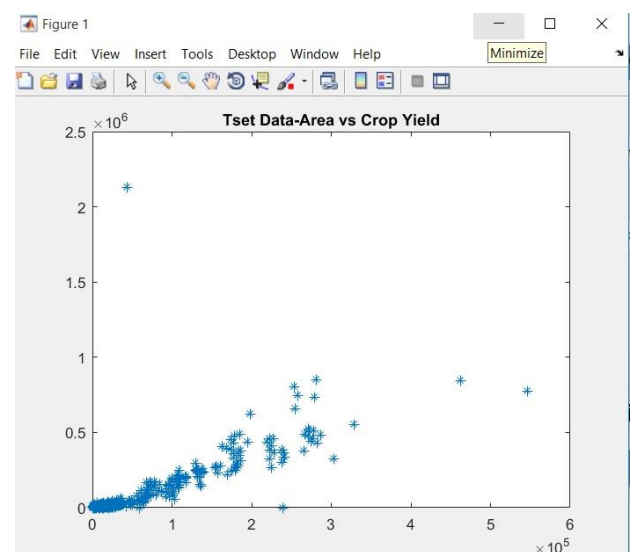 Figure 1
File Edit View Insert Tools Desktop Window Help
Minimize
Tset Data-Area vs Crop Yield
×10^6
2.5
2
1.5
1
0.5
0
0 1 2 3 4 5 6
×10^5